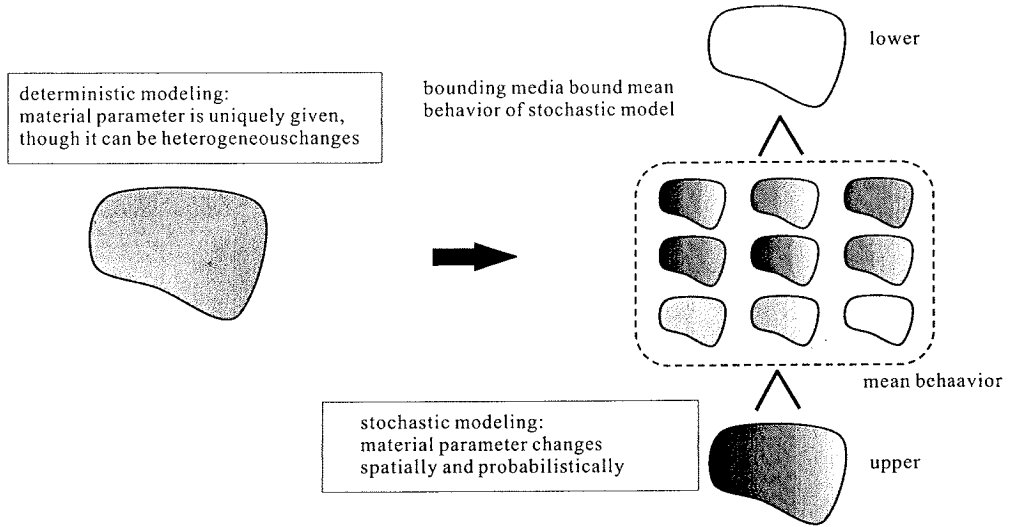 deterministic modeling:
material parameter is uniquely given,
though it can be heterogeneouschanges
bounding media bound mean
behavior of stochastic model
lower
mean bchaavior
stochastic modeling:
material parameter changes
spatially and probabilistically
upper